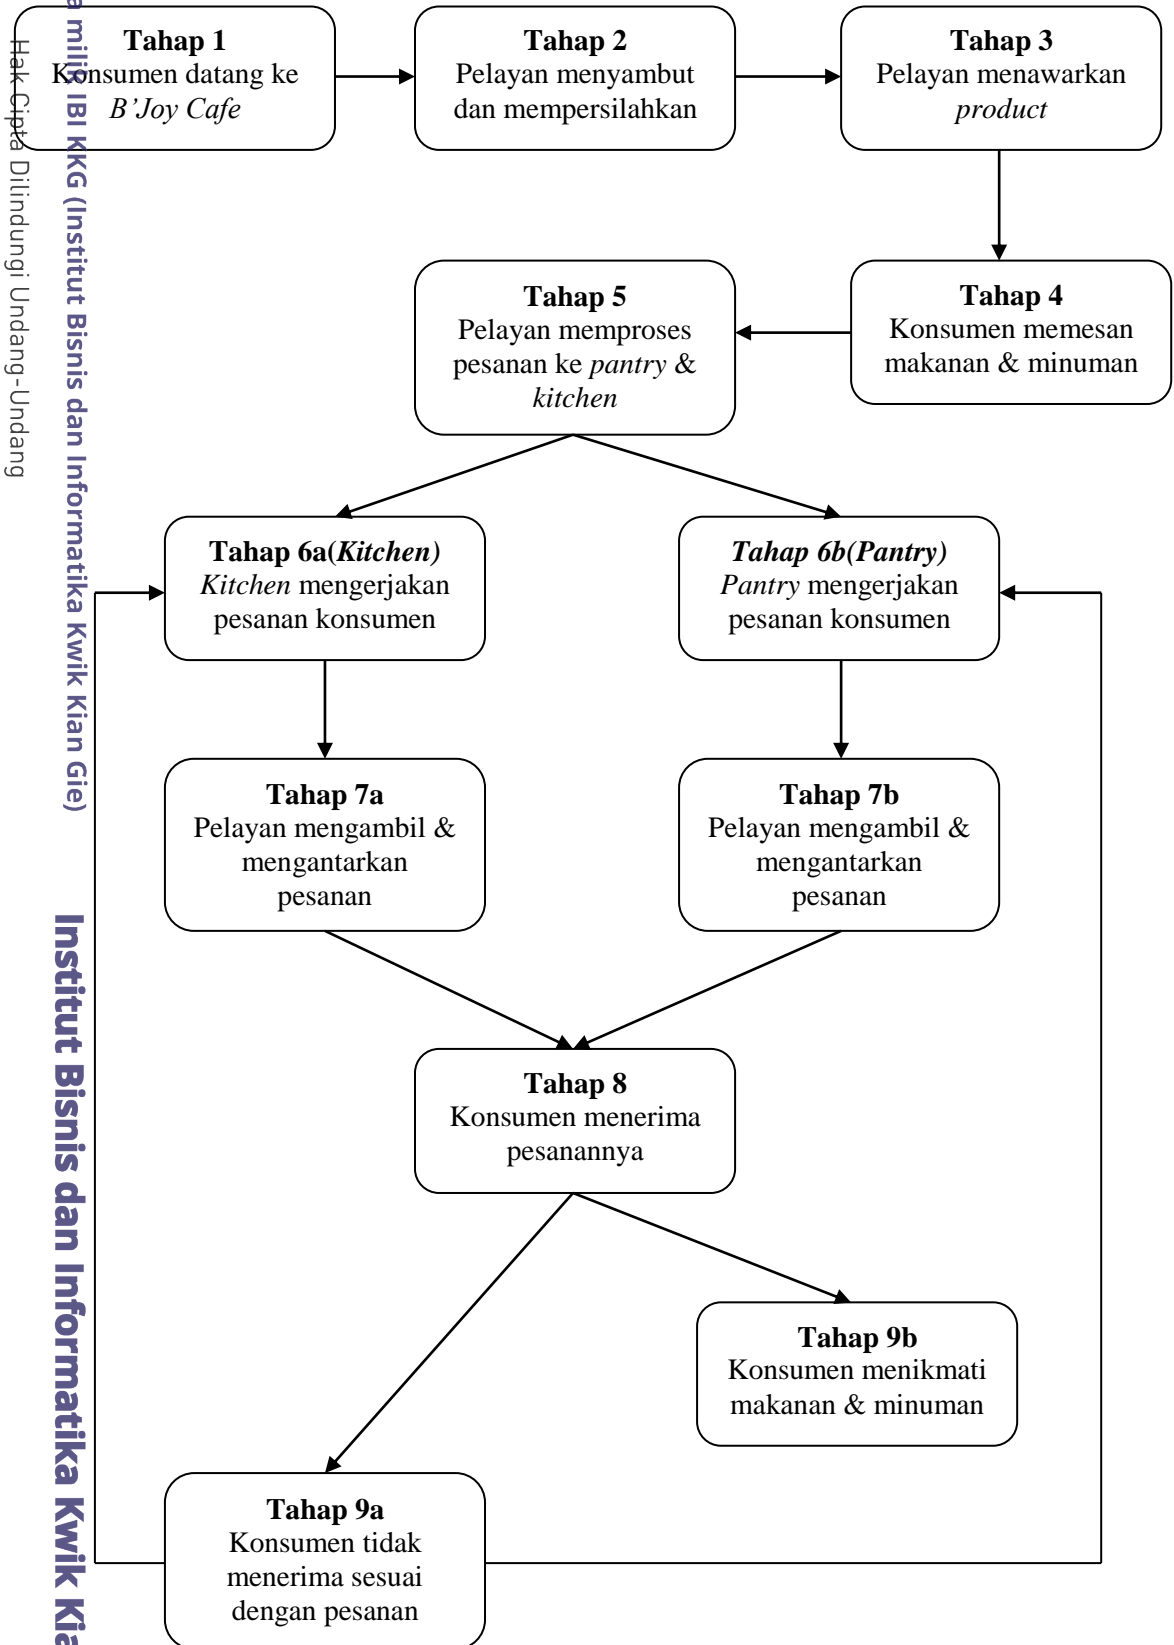 Tahap 1
Konsumen datang ke
B’Joy Cafe
Tahap 2
Pelayan menyambut
dan mempersilahkan
Tahap 3
Pelayan menawarkan
product
Tahap 4
Konsumen memesan
makanan & minuman
Tahap 5
Pelayan memproses
pesanan ke pantry &
kitchen
Tahap 6a(Kitchen)
Kitchen mengerjakan
pesanan konsumen
Tahap 6b(Pantry)
Pantry mengerjakan
pesanan konsumen
Tahap 7a
Pelayan mengambil &
mengantarkan
pesanan
Tahap 7b
Pelayan mengambil &
mengantarkan
pesanan
Tahap 8
Konsumen menerima
pesanannya
Tahap 9b
Konsumen menikmati
makanan & minuman
Tahap 9a
Konsumen tidak
menerima sesuai
dengan pesanan
Hak Cipta Dilindungi Undang-Undang
milik IBI KKG (Institut Bisnis dan Informatika Kwik Kian Gie)
Institut Bisnis dan Informatika Kwik